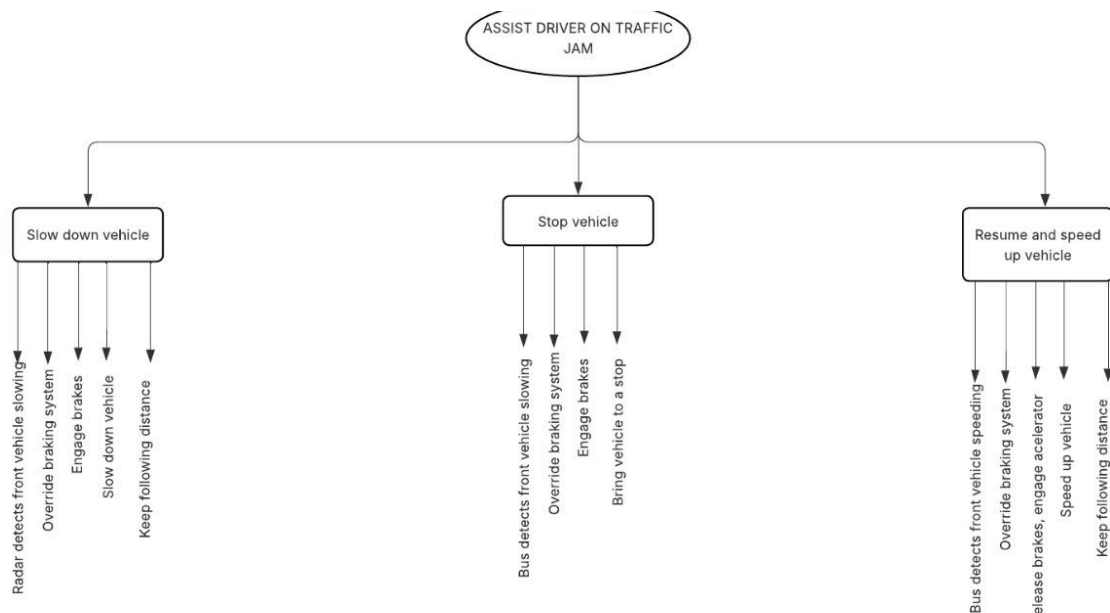 ASSIST DRIVER ON TRAFFIC
JAM
Slow down vehicle
Stop vehicle
Resume and speed
up vehicle
Radar detects front vehicle slowing
Override braking system
Engage brakes
Slow down vehicle
Keep following distance
Bus detects front vehicle slowing
Override braking system
Engage brakes
Bring vehicle to a stop
Bus detects front vehicle speeding
Override braking system
elease brakes, engage acelerator
Speed up vehicle
Keep following distance